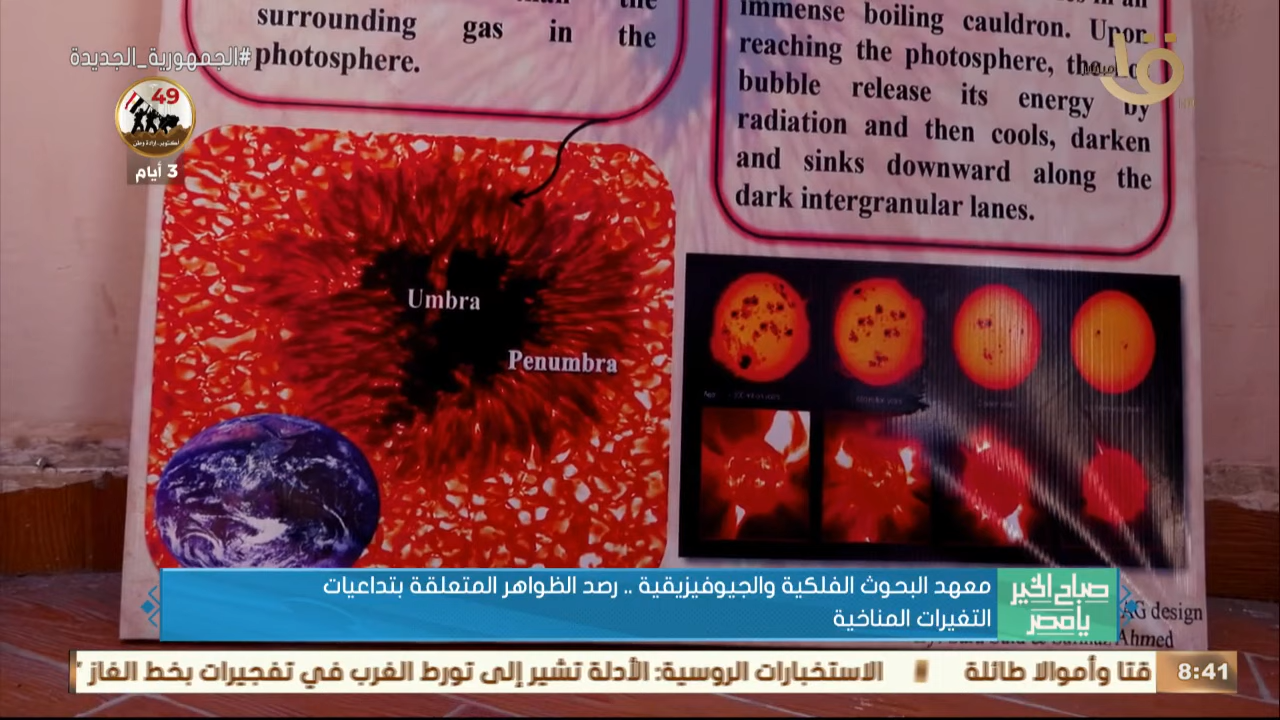 surrounding gas in the
photosphere.
immense boiling cauldron. Upon
reaching the photosphere, the
bubble release its energy by
radiation and then cools, darken
and sinks downward along the
dark intergranular lanes.
#الجمهورية_الجديدة
49
أكتوبر..إرادة وطن
3 أيام
Umbra
Penumbra
صباح الخير
يا مصر
معهد البحوث الفلكية والجيوفيزيقية .. رصد الظواهر المتعلقة بتداعيات
التغيرات المناخية
AG design
Ahmed
8:41
قتا وأموالا طائلة
الاستخبارات الروسية: الأدلة تشير إلى تورط الغرب في تفجيرات بخط الغاز "